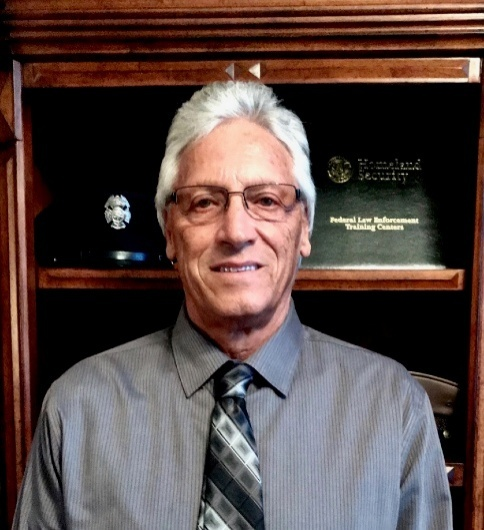 Homeland
Security
Federal Law Enforcement
Training Centers